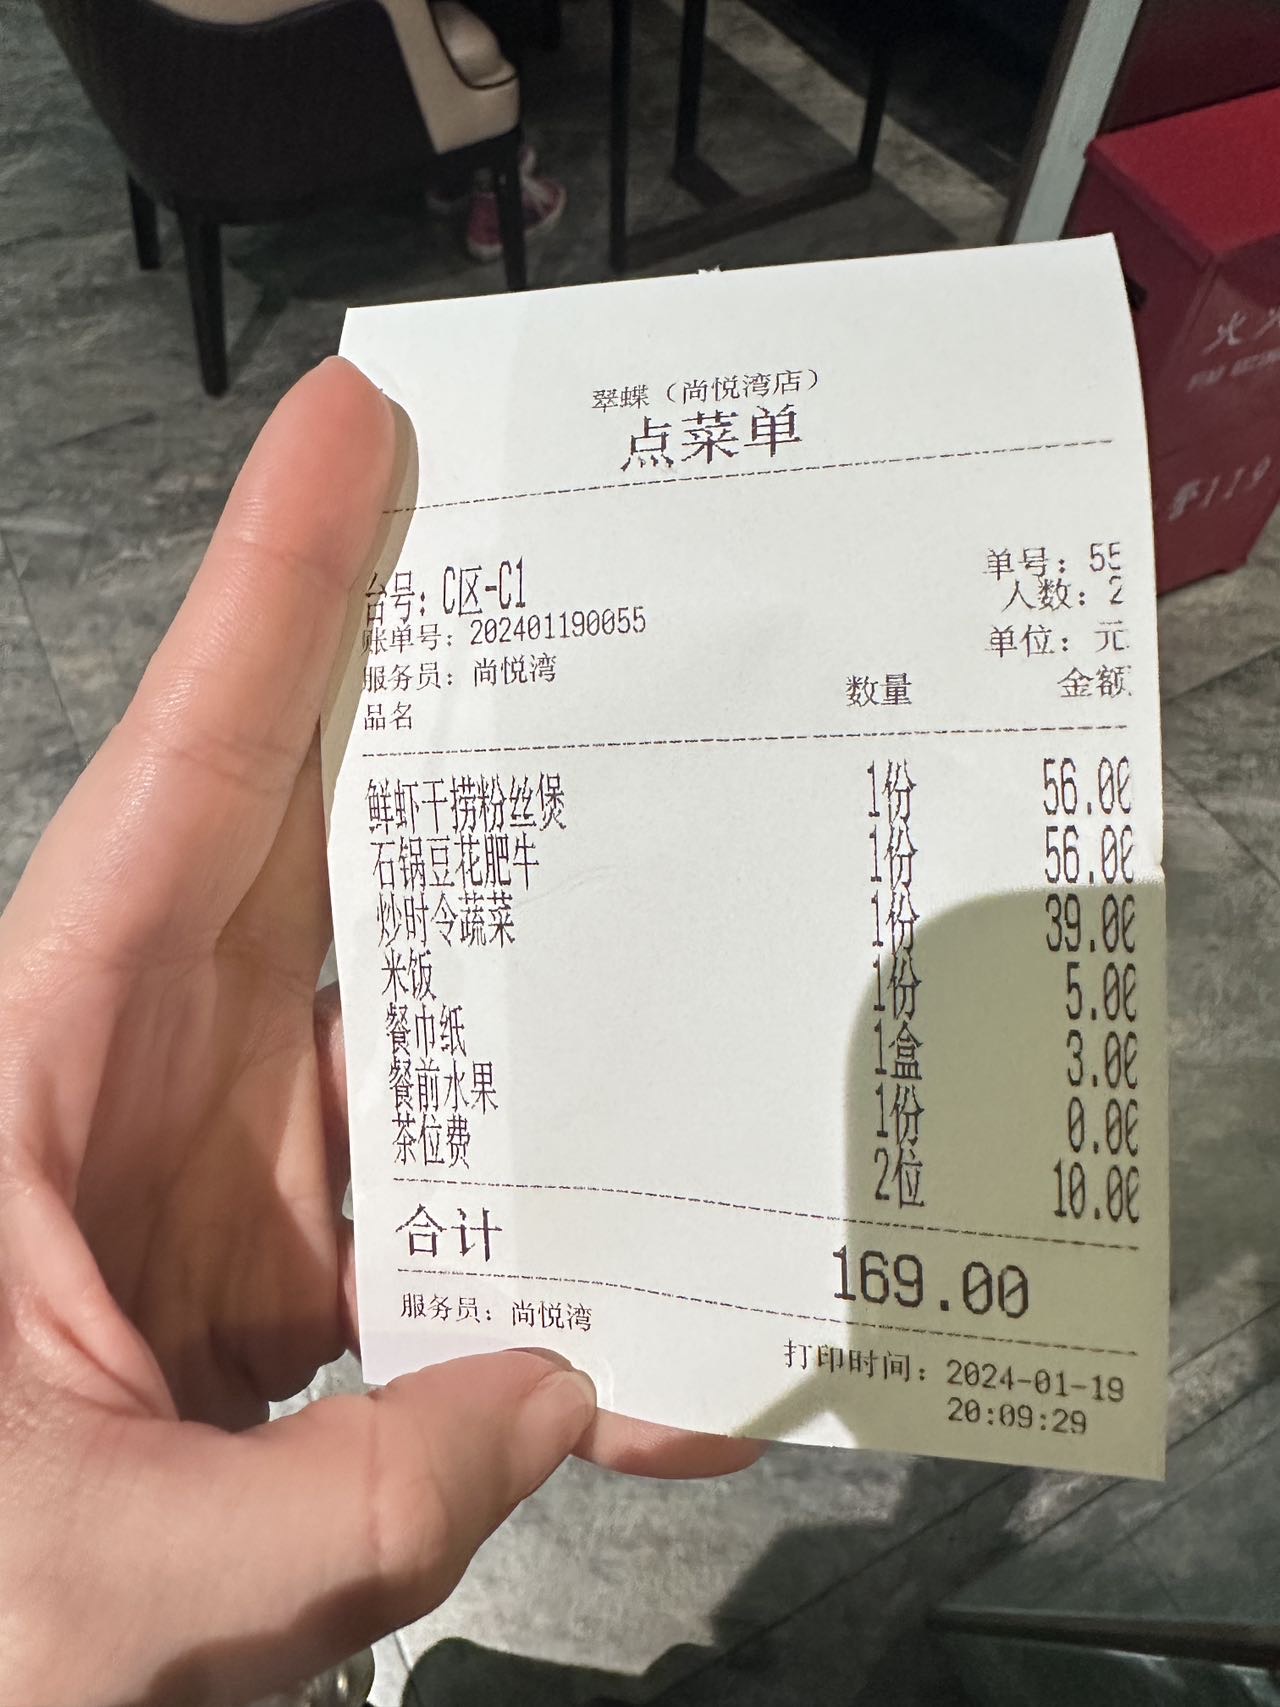 翠蝶（尚悦湾店）
点菜单
台号：C区-C1
单号：55
人数：2
账单号：202401190055
单位：元
服务员：尚悦湾
品名 数量 金额
鲜虾干捞粉丝煲 1份 56.00
石锅豆花肥牛 1份 56.00
炒时令蔬菜 1份 39.00
米饭 1份 5.00
餐巾纸 1盒 3.00
餐前水果 1份 0.00
茶位费 2位 10.00
合计 169.00
服务员：尚悦湾
打印时间：2024-01-19
20:09:29
火
119